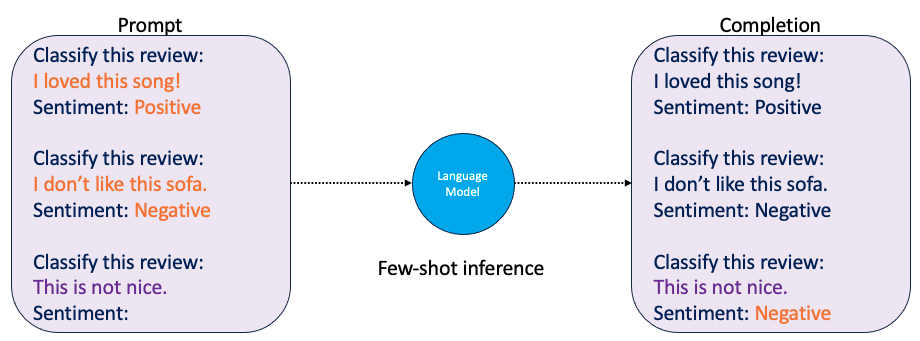 Prompt
Classify this review:
I loved this song!
Sentiment: Positive
Classify this review:
I don’t like this sofa.
Sentiment: Negative
Classify this review:
This is not nice.
Sentiment:
Language
Model
Few-shot inference
Completion
Classify this review:
I loved this song!
Sentiment: Positive
Classify this review:
I don’t like this sofa.
Sentiment: Negative
Classify this review:
This is not nice.
Sentiment: Negative